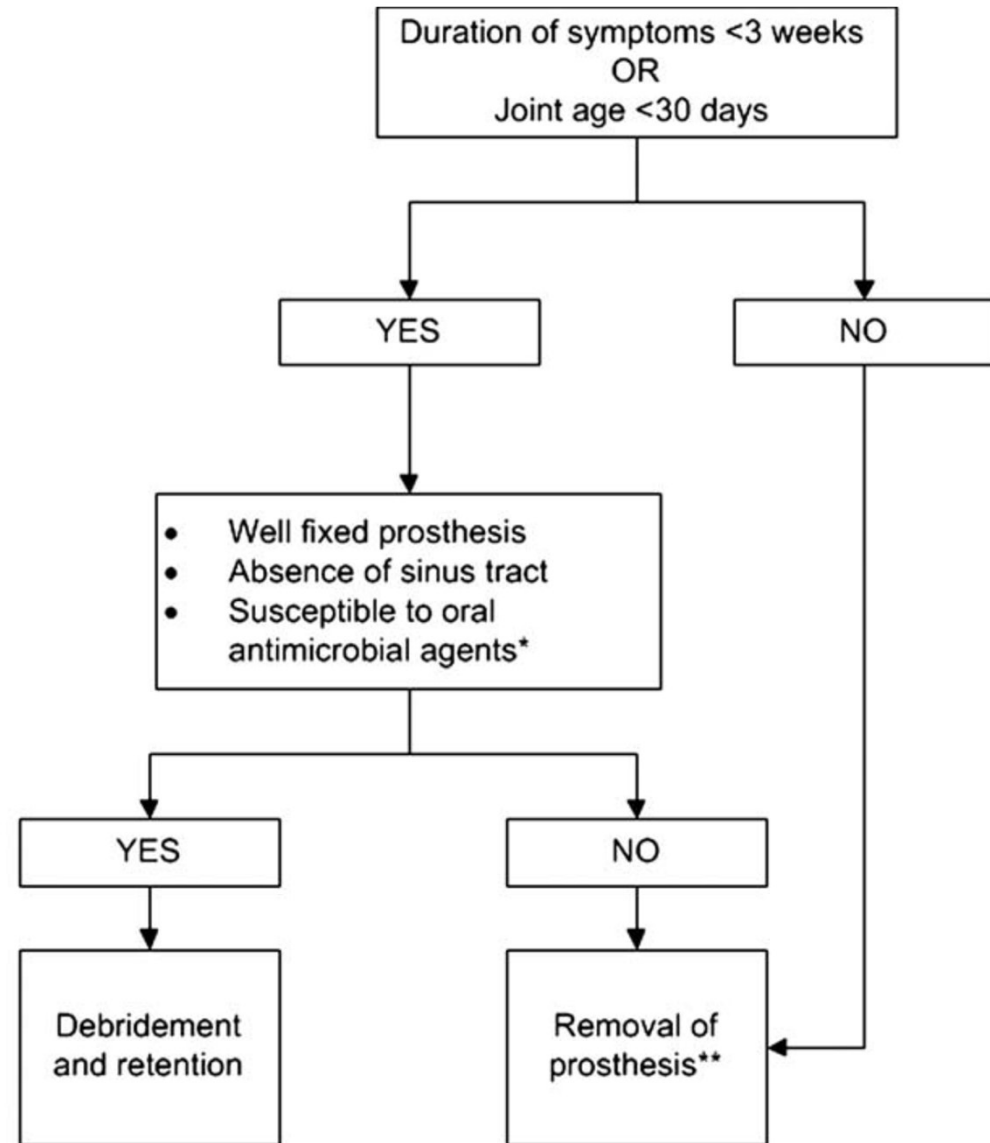 Duration of symptoms <3 weeks
OR
Joint age <30 days
YES
NO
• Well fixed prosthesis
• Absence of sinus tract
• Susceptible to oral
antimicrobial agents*
YES
NO
Debridement
and retention
Removal of
prosthesis**